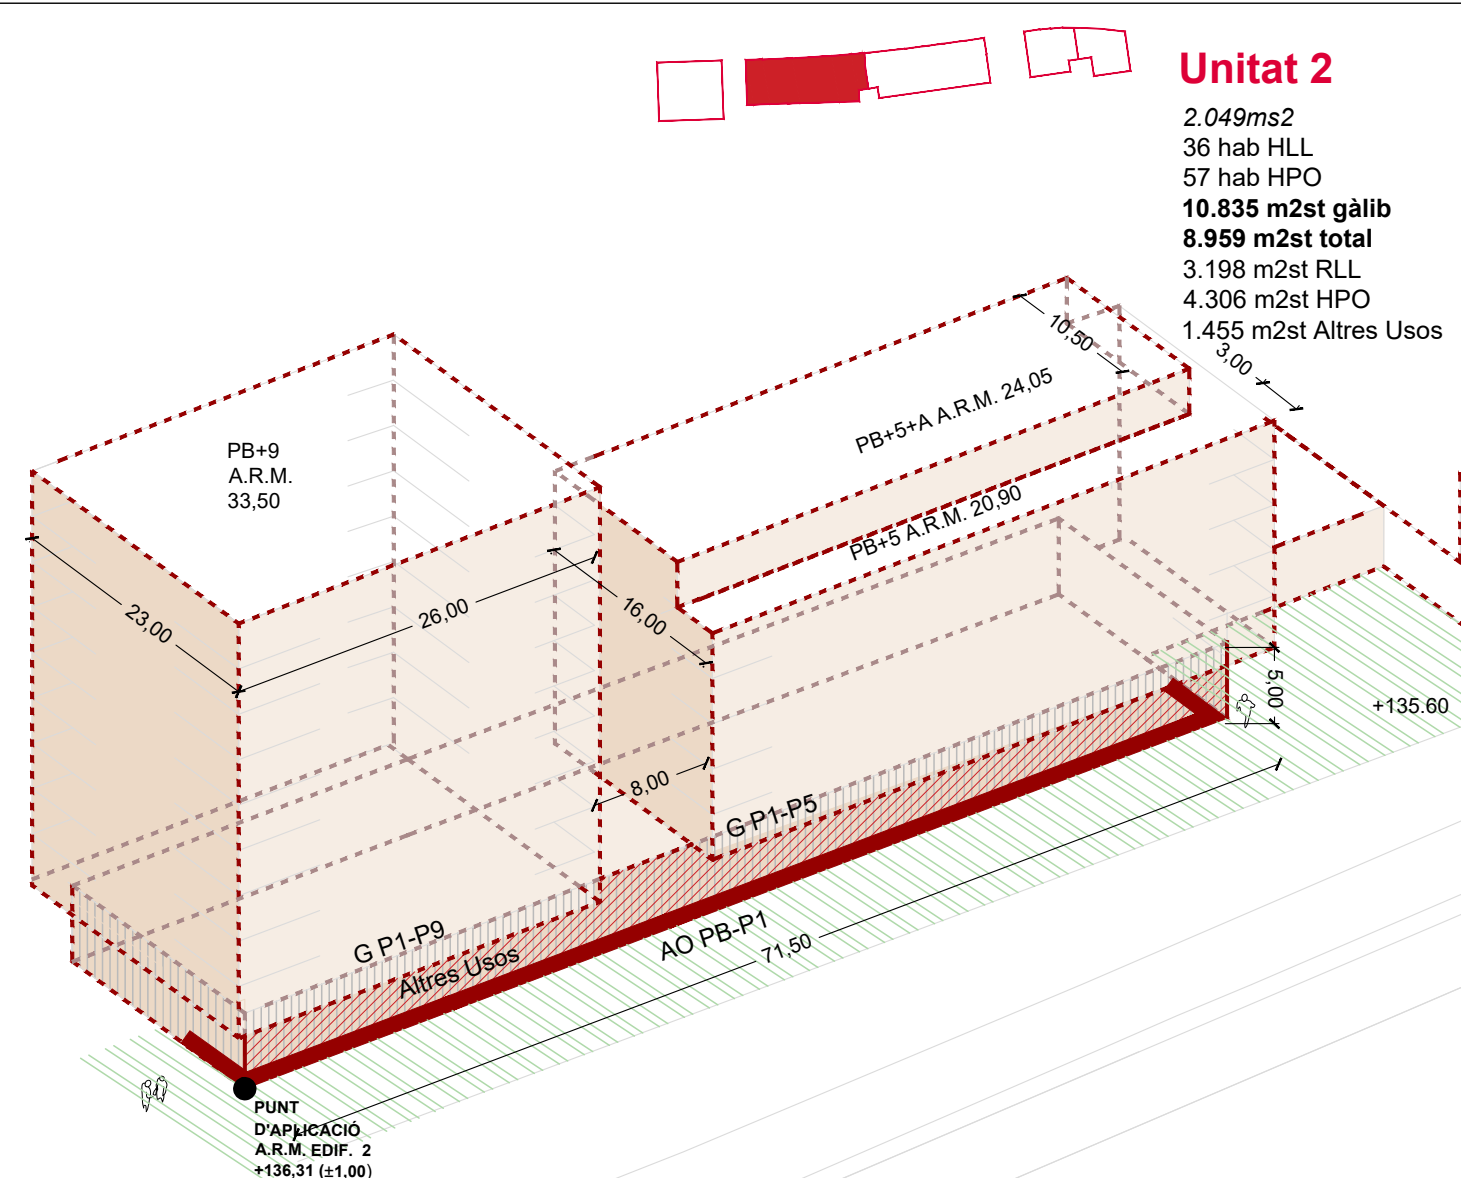 Unitat 2
2.049ms2
36 hab HLL
57 hab HPO
10.835 m2st gàlib
8.959 m2st total
3.198 m2st RLL
4.306 m2st HPO
1.455 m2st Altres Usos
10,50
3,00
PB+5+A A.R.M. 24,05
PB+9
A.R.M.
33,50
PB+5 A.R.M. 20,90
23,00
26,00
16,00
5,00
+135.60
8,00
G P1-P5
G P1-P9
Altres Usos
AO PB-P1
71,50
PUNT
D'APLICACIÓ
A.R.M. EDIF. 2
+136,31 (±1,00)